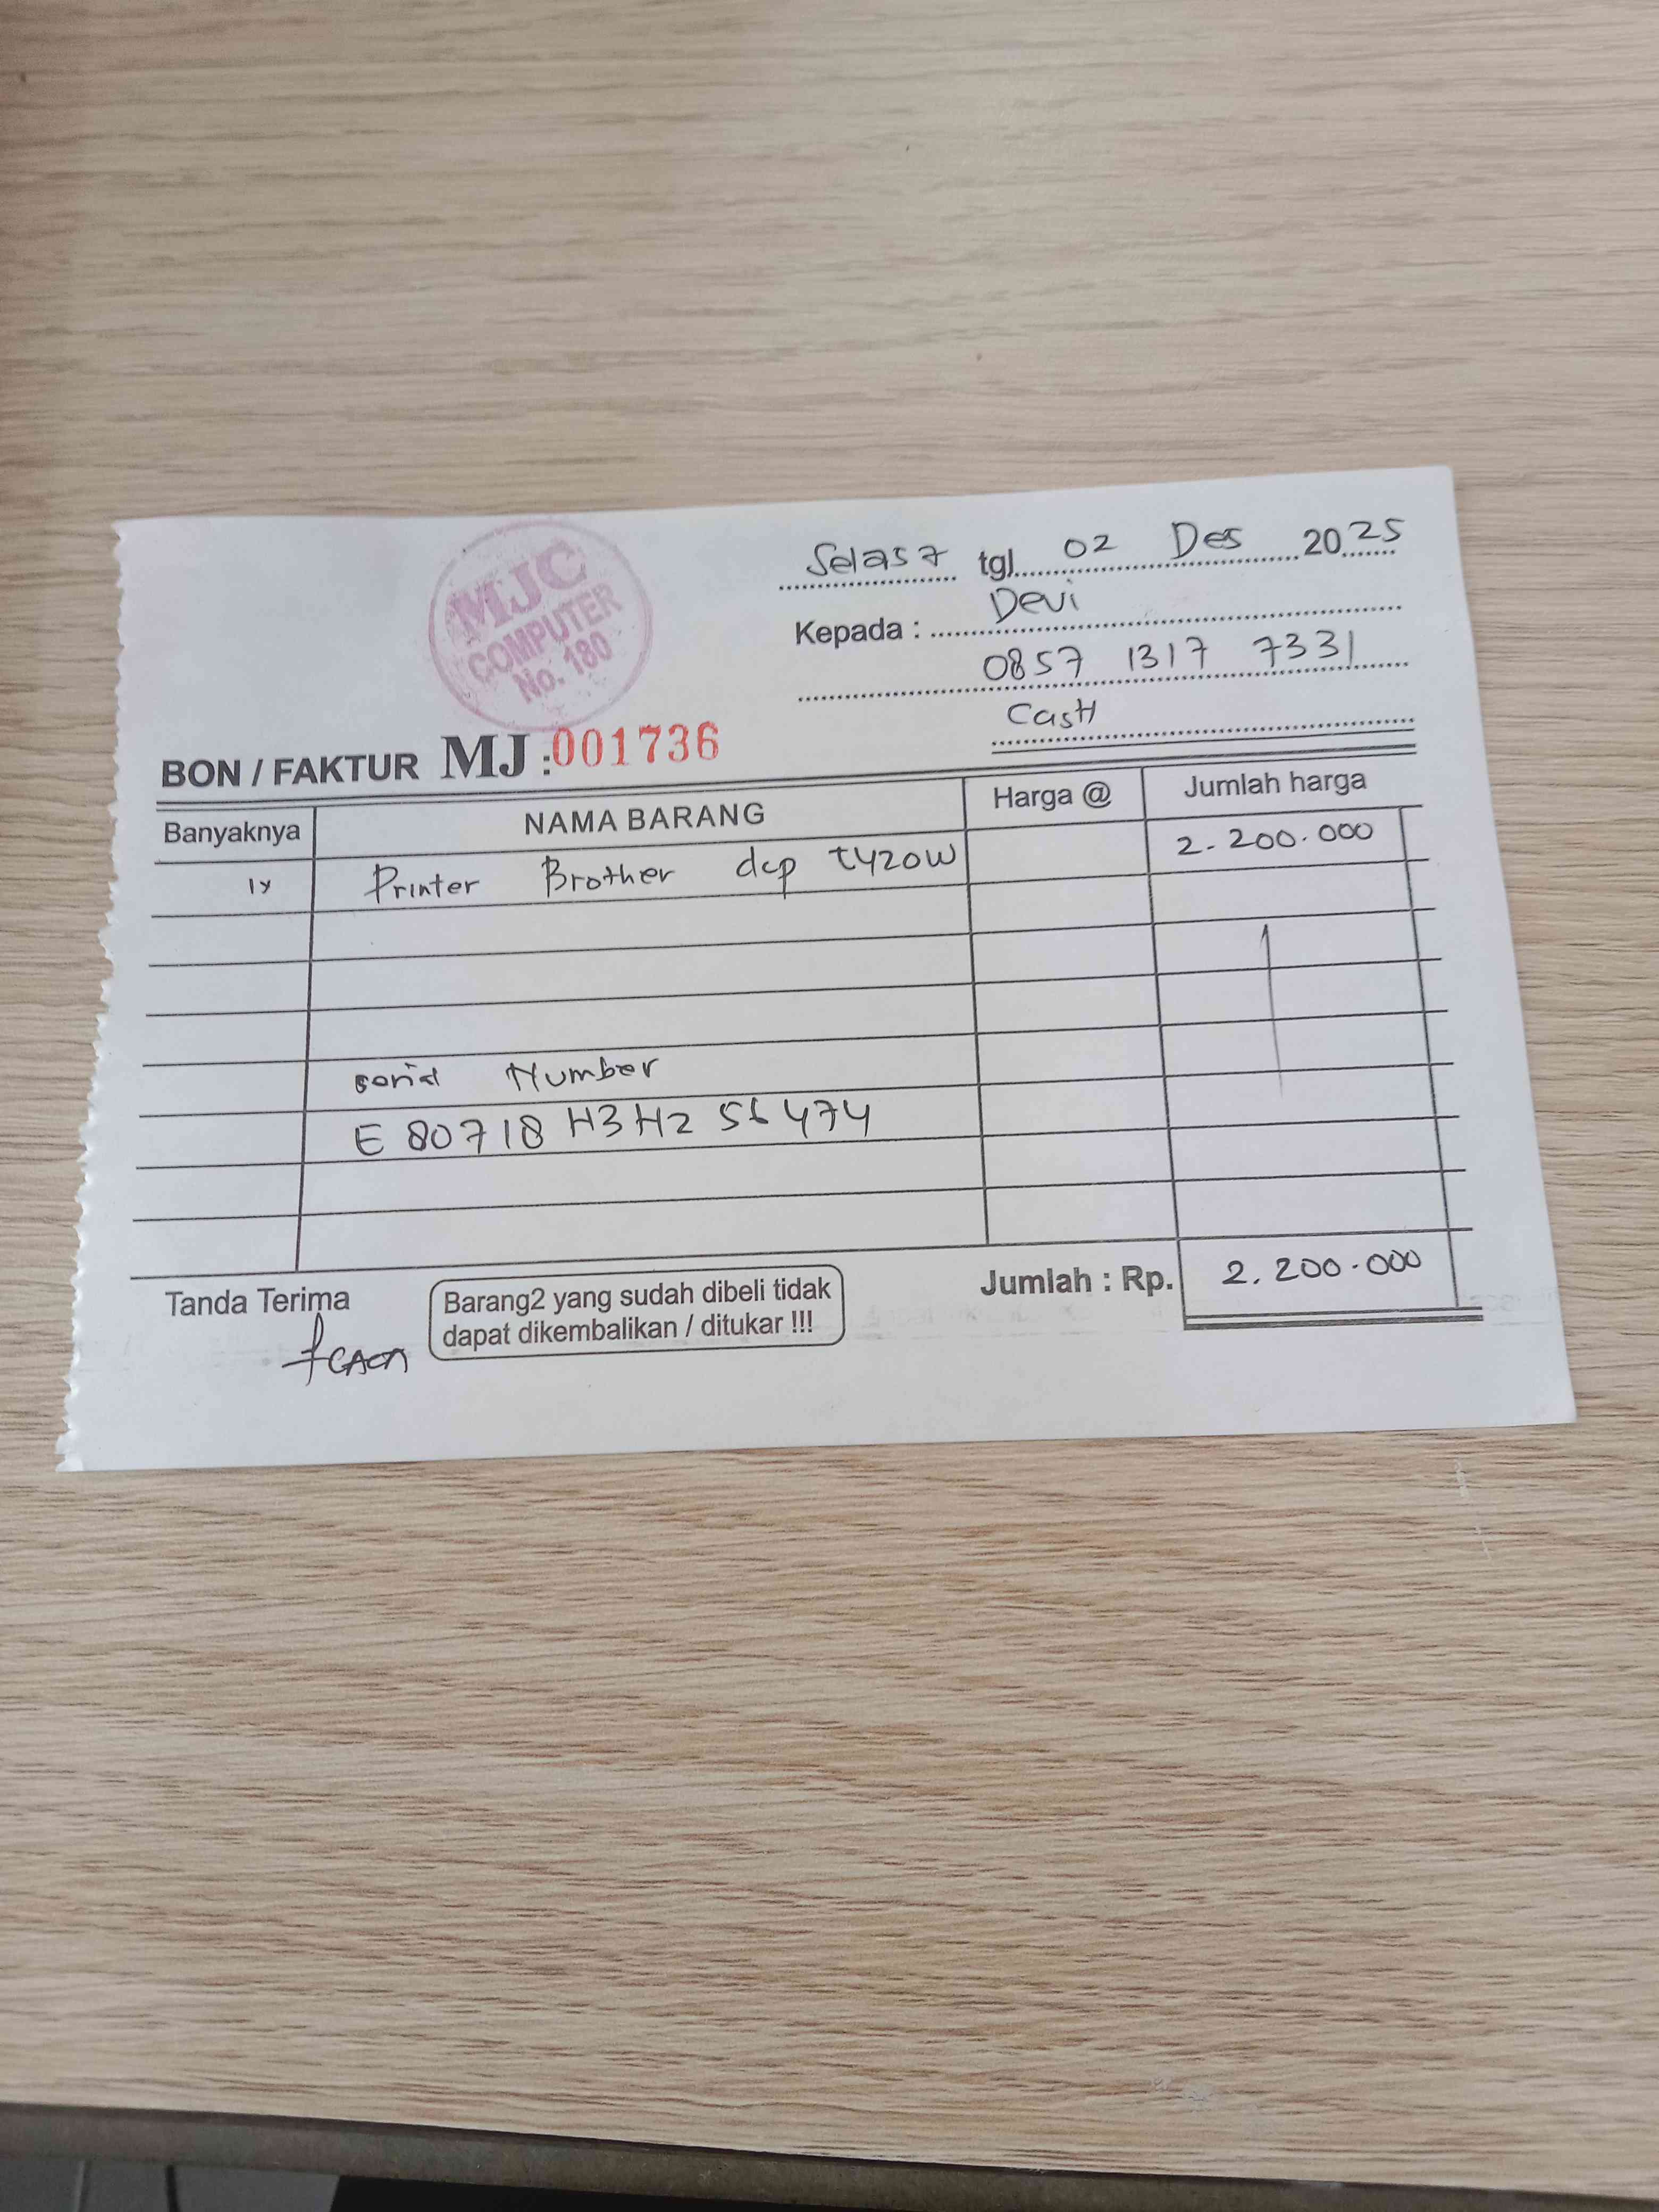 MJC
COMPUTER
No. 180
Selasa tgl. 02 Des 2025
Kepada : Devi
0857 1317 7331
Cash
BON / FAKTUR MJ : 001736
Banyaknya NAMA BARANG Harga @ Jumlah harga
1x Printer Brother dcp t420W 2.200.000
serial Number
E 80718 H3H2 56474
Tanda Terima
Barang2 yang sudah dibeli tidak
dapat dikembalikan / ditukar !!!
Jumlah : Rp. 2.200.000